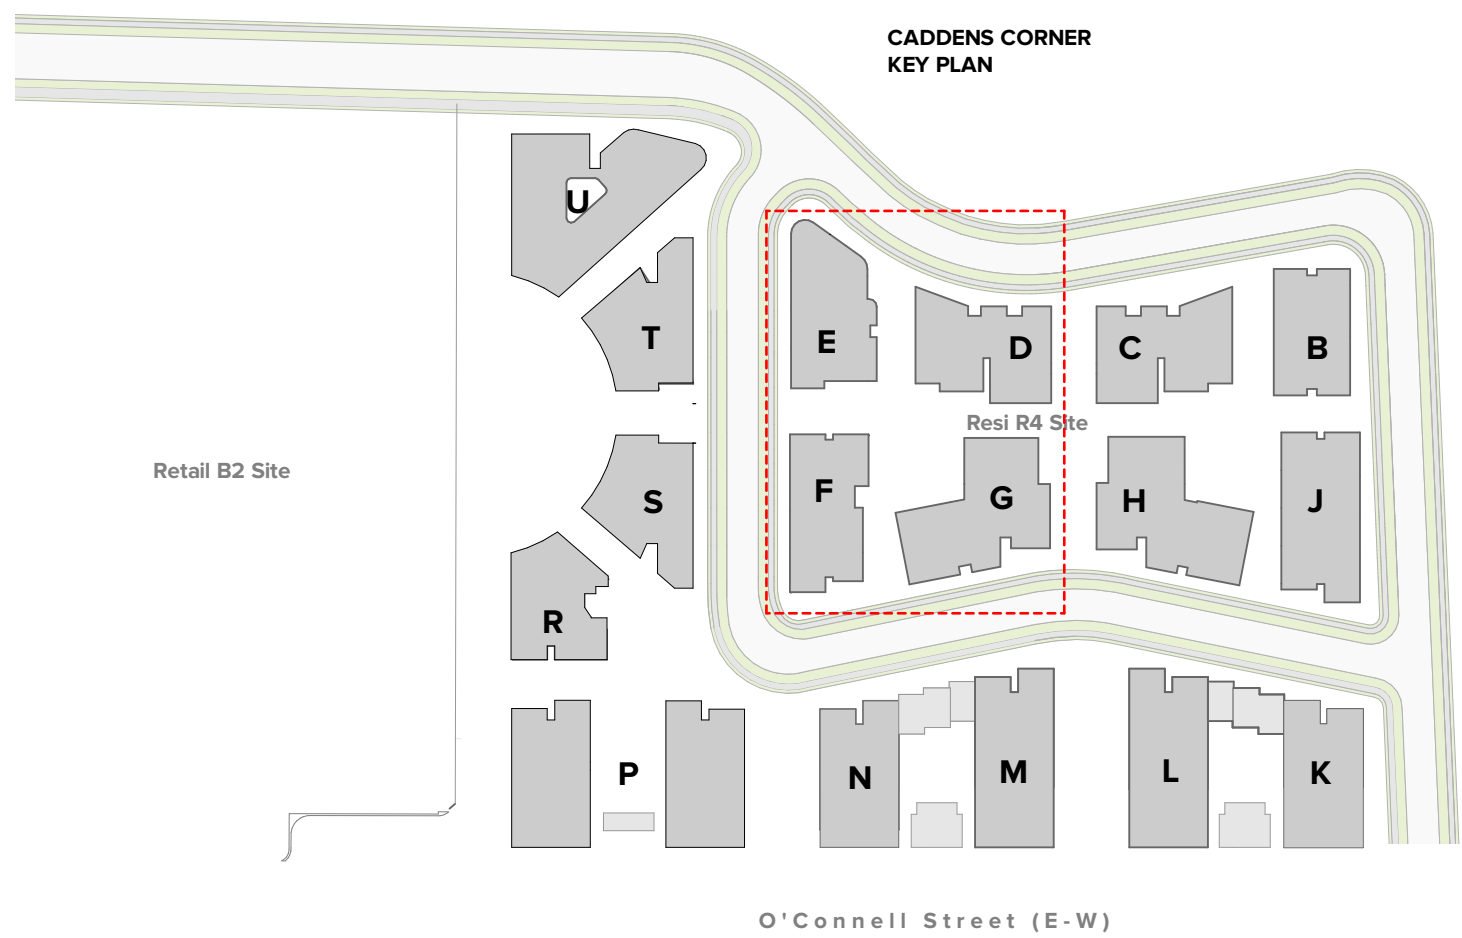 CADDENS CORNER
KEY PLAN
U
T
E
D
C
B
Resi R4 Site
Retail B2 Site
S
F
G
H
J
R
P
N
M
L
K
O'Connell Street (E-W)